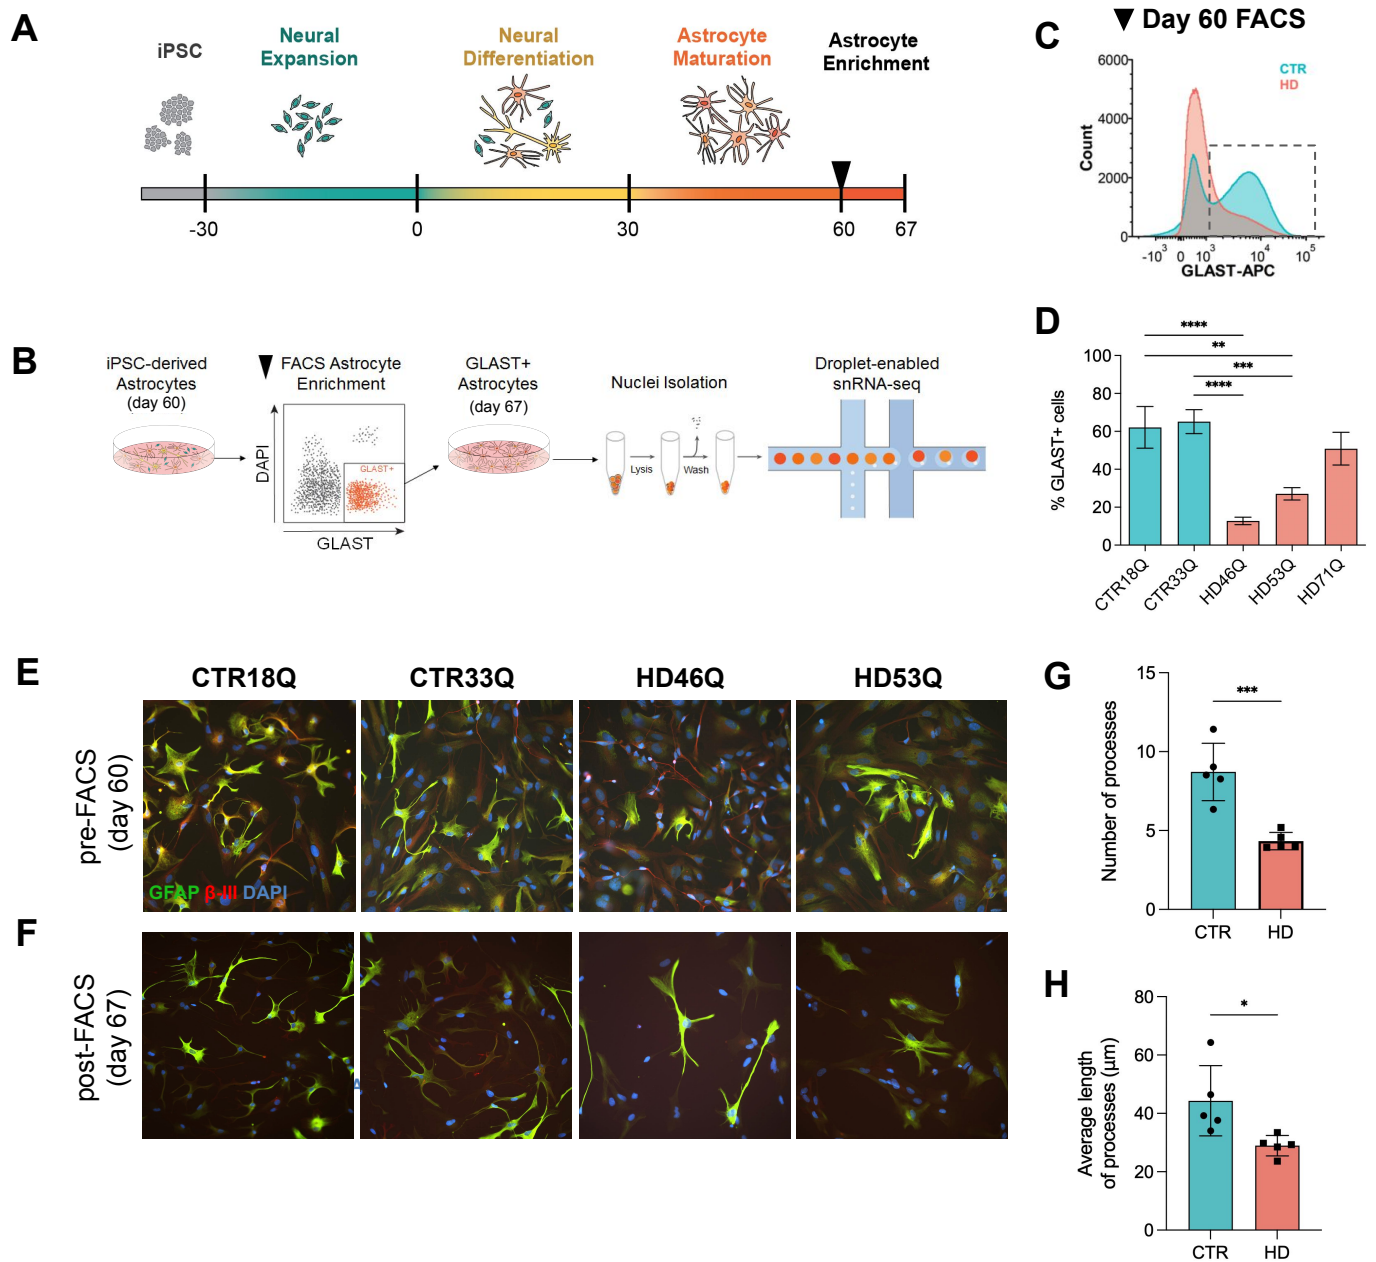 A
iPSC
Neural
Expansion
Neural
Differentiation
Astrocyte
Maturation
Astrocyte
Enrichment
-30
0
30
60
67
B
iPSC-derived
Astrocytes
(day 60)
FACS Astrocyte
Enrichment
DAPI
GLAST+
GLAST
GLAST+
Astrocytes
(day 67)
Nuclei Isolation
Lysis
Wash
Droplet-enabled
snRNA-seq
C
Day 60 FACS
CTR
HD
Count
6000
4000
2000
0
-10³
0
10³
10⁴
10⁵
GLAST-APC
D
****
**
***
****
% GLAST+ cells
100
80
60
40
20
0
CTR18Q
CTR33Q
HD46Q
HD53Q
HD71Q
E
CTR18Q
CTR33Q
HD46Q
HD53Q
pre-FACS
(day 60)
GFAP β-III DAPI
F
post-FACS
(day 67)
G
***
Number of processes
15
10
5
0
CTR
HD
H
*
Average length
of processes (µm)
80
60
40
20
0
CTR
HD